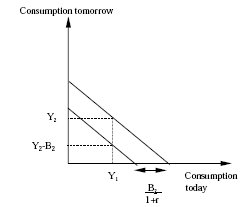 Consumption tomorrow
Y₂
Y₂-B₂
Y₁
B₂
1+r
Consumption
today